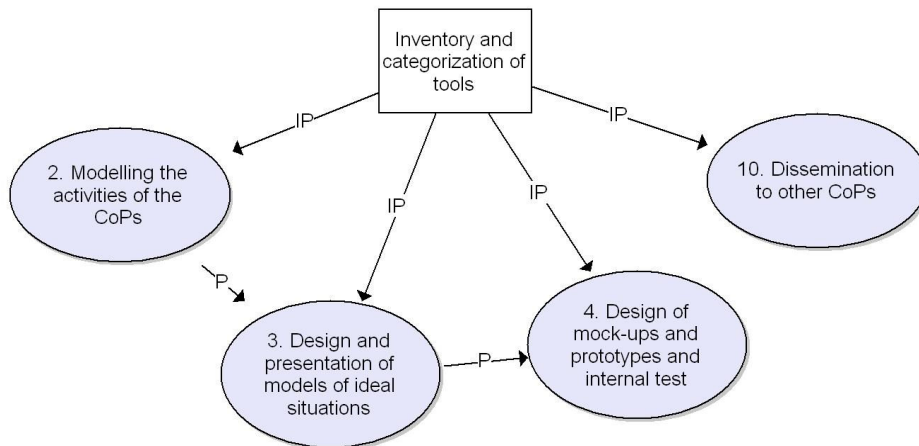 Inventory and
categorization of
tools
IP
IP
2. Modelling the
activities of the
CoPs
10. Dissemination
to other CoPs
IP
IP
P
3. Design and
presentation of
models of ideal
situations
P
4. Design of
mock-ups and
prototypes and
internal test